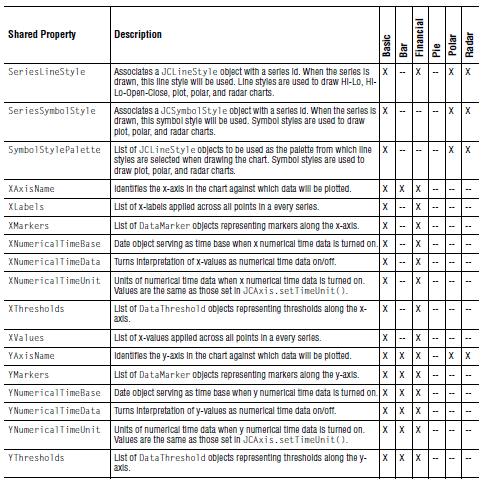 Shared Property Description Basic Bar Financial Pie Polar Radar
SeriesLineStyle Associates a JCLineStyle object with a series id. When the series is X -- X -- X X
drawn, this line style will be used. Line styles are used to draw Hi-Lo, Hi-
Lo-Open-Close, plot, polar, and radar charts.
SeriesSymbolStyle Associates a JCSymbolStyle object with a series id. When the series is X -- -- -- X X
drawn, this symbol style will be used. Symbol styles are used to draw
plot, polar, and radar charts.
SymbolStylePalette List of JCLineStyle objects to be used as the palette from which line X -- -- -- X X
styles are selected when drawing the chart. Symbol styles are used to
draw plot, polar, and radar charts.
XAxisName Identifies the x-axis in the chart against which data will be plotted. X X X -- -- --
XLabels List of x-labels applied across all points in a every series. X -- X -- -- --
XMarkers List of DataMarker objects representing markers along the x-axis. X -- X -- -- --
XNumericalTimeBase Date object serving as time base when x numerical time data is turned on. X -- X -- -- --
XNumericalTimeData Turns interpretation of x-values as numerical time data on/off. X -- X -- -- --
XNumericalTimeUnit Units of numerical time data when x numerical time data is turned on. X -- X -- -- --
Values are the same as those set in JCAxis.setTimeUnit().
XThresholds List of DataThreshold objects representing thresholds along the x- X -- X -- -- --
axis.
XValues List of x-values applied across all points in every series. X -- X -- -- --
YAxisName Identifies the y-axis in the chart against which data will be plotted. X X X -- X X
YMarkers List of DataMarker objects representing markers along the y-axis. X X X -- -- --
YNumericalTimeBase Date object serving as time base when y numerical time data is turned on. X X X -- -- --
YNumericalTimeData Turns interpretation of y-values as numerical time data on/off. X X X -- -- --
YNumericalTimeUnit Units of numerical time data when y numerical time data is turned on. X X X -- -- --
Values are the same as those set in JCAxis.setTimeUnit().
YThresholds List of DataThreshold objects representing thresholds along the y- X X X -- -- --
axis.